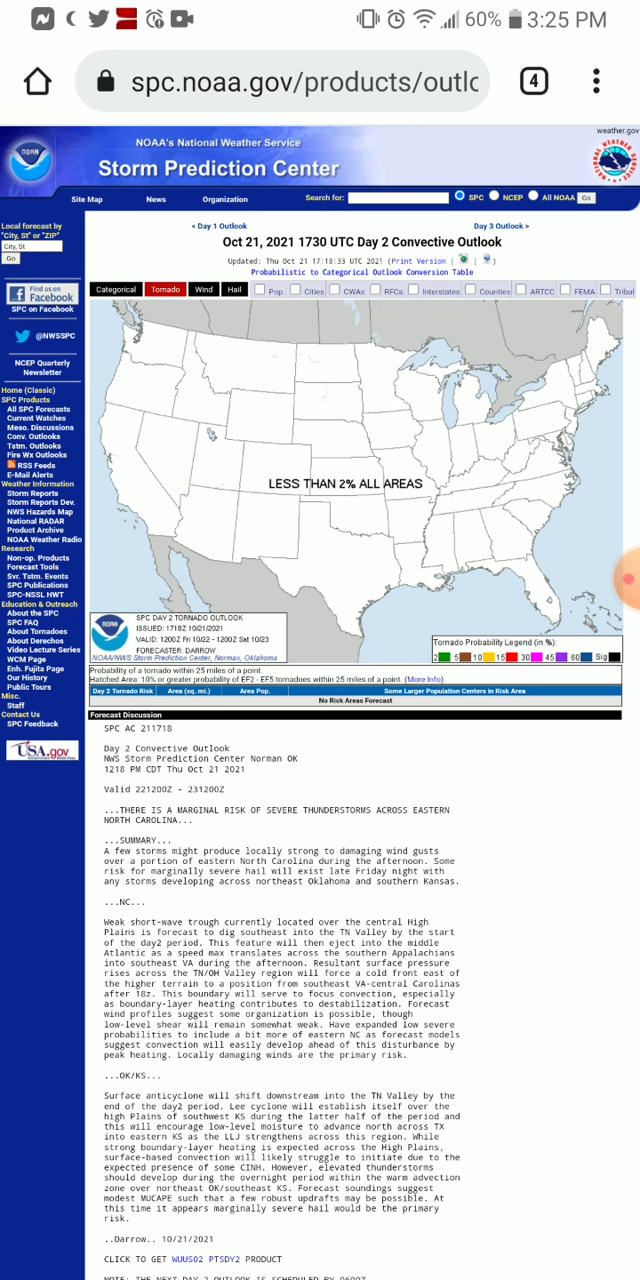 60% 3:25 PM
spc.noaa.gov/products/outlo
4
weather.gov
NOAA's National Weather Service
Storm Prediction Center
NOAA
Site Map News Organization Search for: SPC NCEP All NOAA Go
Local forecast by
"City, St" or "ZIP"
City, St
Go
Find us on
Facebook
SPC on Facebook
@NWSSPC
NCEP Quarterly
Newsletter
Home (Classic)
SPC Products
All SPC Forecasts
Current Watches
Meso. Discussions
Conv. Outlooks
Tstm. Outlooks
Fire Wx Outlooks
RSS Feeds
E-Mail Alerts
Weather Information
Storm Reports
Storm Reports Dev.
NWS Hazards Map
National RADAR
Product Archive
NOAA Weather Radio
Research
Non-op. Products
Forecast Tools
Svr. Tstm. Events
SPC Publications
SPC-NSSL HWT
Education & Outreach
About the SPC
SPC FAQ
About Tornadoes
About Derechos
Video Lecture Series
WCM Page
Enh. Fujita Page
Our History
Public Tours
Misc.
Staff
Contact Us
SPC Feedback
USA.gov
< Day 1 Outlook Day 3 Outlook >
Oct 21, 2021 1730 UTC Day 2 Convective Outlook
Updated: Thu Oct 21 17:18:33 UTC 2021 (Print Version | | )
Probabilistic to Categorical Outlook Conversion Table
Categorical Tornado Wind Hail Pop. Cities CWAs RFCs Interstates Counties ARTCC FEMA Tribal
LESS THAN 2% ALL AREAS
NOAA
SPC DAY 2 TORNADO OUTLOOK
ISSUED: 1718Z 10/21/2021
VALID: 1200Z Fri 10/22 - 1200Z Sat 10/23
FORECASTER: DARROW
NOAA/NWS Storm Prediction Center, Norman, Oklahoma
Tornado Probability Legend (in %):
2 5 10 15 30 45 60 Sig
Probability of a tornado within 25 miles of a point.
Hatched Area: 10% or greater probability of EF2 - EF5 tornadoes within 25 miles of a point. (More Info)
Day 2 Tornado Risk Area (sq. mi.) Area Pop. Some Larger Population Centers in Risk Area
No Risk Areas Forecast
Forecast Discussion
SPC AC 211718
Day 2 Convective Outlook
NWS Storm Prediction Center Norman OK
1218 PM CDT Thu Oct 21 2021
Valid 221200Z - 231200Z
...THERE IS A MARGINAL RISK OF SEVERE THUNDERSTORMS ACROSS EASTERN
NORTH CAROLINA...
...SUMMARY...
A few storms might produce locally strong to damaging wind gusts
over a portion of eastern North Carolina during the afternoon. Some
risk for marginally severe hail will exist late Friday night with
any storms developing across northeast Oklahoma and southern Kansas.
...NC...
Weak short-wave trough currently located over the central High
Plains is forecast to dig southeast into the TN Valley by the start
of the day2 period. This feature will then eject into the middle
Atlantic as a speed max translates across the southern Appalachians
into southeast VA during the afternoon. Resultant surface pressure
rises across the TN/OH Valley region will force a cold front east of
the higher terrain to a position from southeast VA-central Carolinas
after 18z. This boundary will serve to focus convection, especially
as boundary-layer heating contributes to destabilization. Forecast
wind profiles suggest some organization is possible, though
low-level shear will remain somewhat weak. Have expanded low severe
probabilities to include a bit more of eastern NC as forecast models
suggest convection will easily develop ahead of this disturbance by
peak heating. Locally damaging winds are the primary risk.
...OK/KS...
Surface anticyclone will shift downstream into the TN Valley by the
end of the day2 period. Lee cyclone will establish itself over the
high Plains of southwest KS during the latter half of the period and
this will encourage low-level moisture to advance north across TX
into eastern KS as the LLJ strengthens across this region. While
strong boundary-layer heating is expected across the High Plains,
surface-based convection will likely struggle to initiate due to the
expected presence of some CINH. However, elevated thunderstorms
should develop during the overnight period within the warm advection
zone over northeast OK/southeast KS. Forecast soundings suggest
modest MUCAPE such that a few robust updrafts may be possible. At
this time it appears marginally severe hail would be the primary
risk.
..Darrow.. 10/21/2021
CLICK TO GET WUUS02 PTSDY2 PRODUCT
NOTE: THE NEXT DAY 2 OUTLOOK IS SCHEDULED BY 0600Z